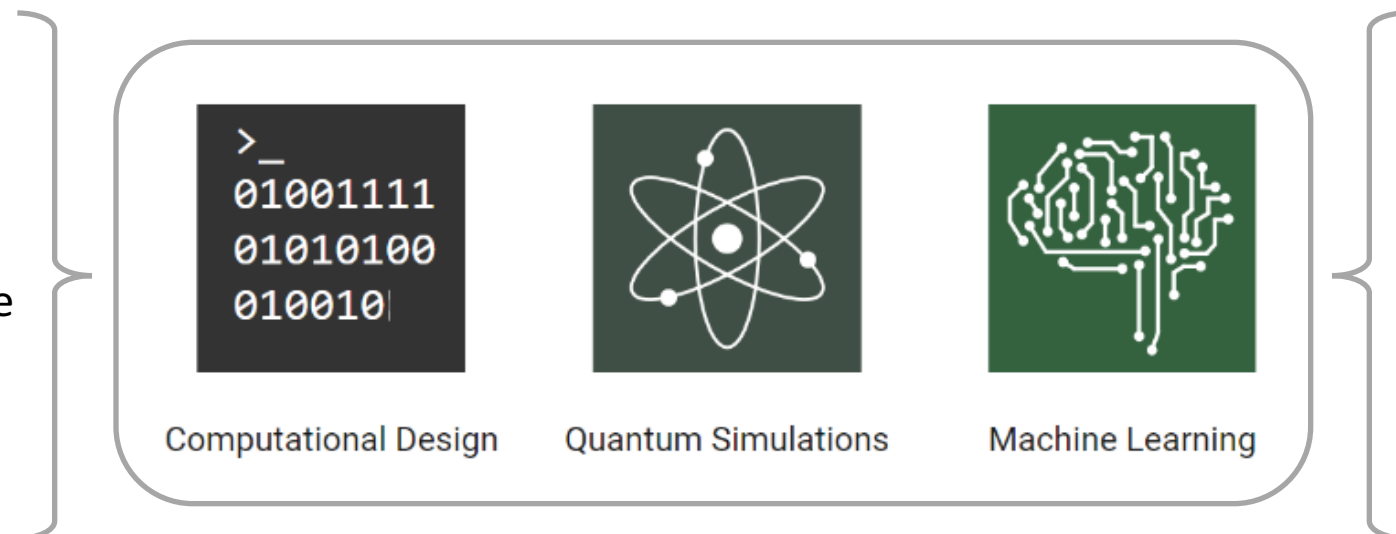 >_
01001111
01010100
010010
e
Computational Design
Quantum Simulations
Machine Learning